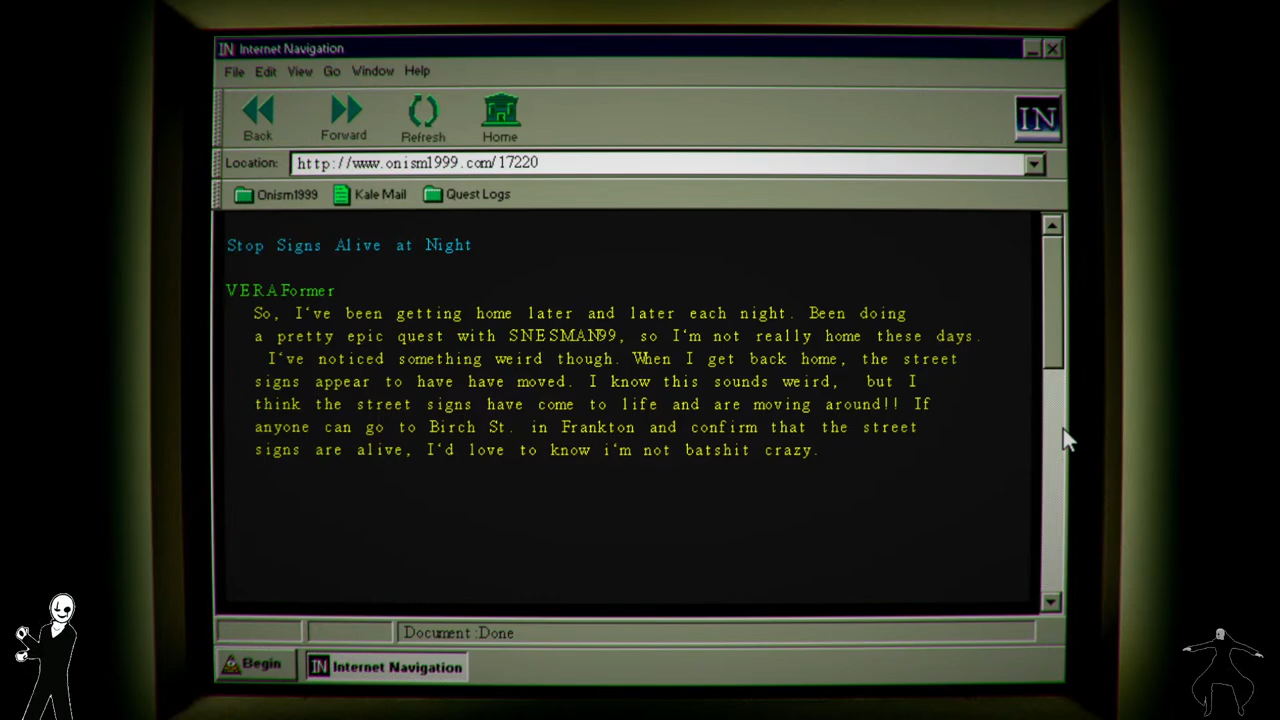 IN Internet Navigation
File Edit View Go Window Help
Back Forward Refresh Home
IN
Location: http://www.onism1999.com/17220
Onism1999 Kale Mail Quest Logs
Stop Signs Alive at Night
VERAFormer
So, I've been getting home later and later each night. Been doing
a pretty epic quest with SNESMAN99, so I'm not really home these days.
I've noticed something weird though. When I get back home, the street
signs appear to have have moved. I know this sounds weird, but I
think the street signs have come to life and are moving around!! If
anyone can go to Birch St. in Frankton and confirm that the street
signs are alive, I'd love to know i'm not batshit crazy.
Document :Done
Begin IN Internet Navigation